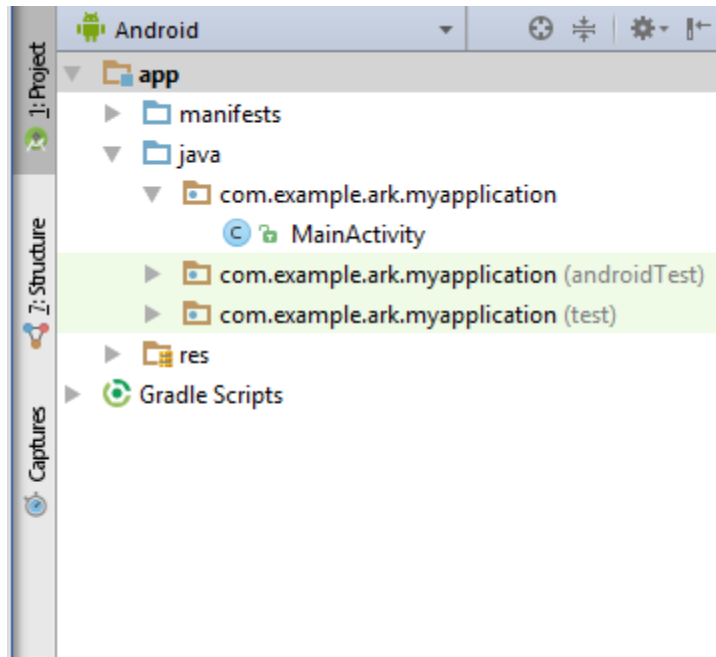 Android
1: Project
app
manifests
java
com.example.ark.myapplication
C MainActivity
com.example.ark.myapplication (androidTest)
com.example.ark.myapplication (test)
res
Gradle Scripts
7: Structure
Captures